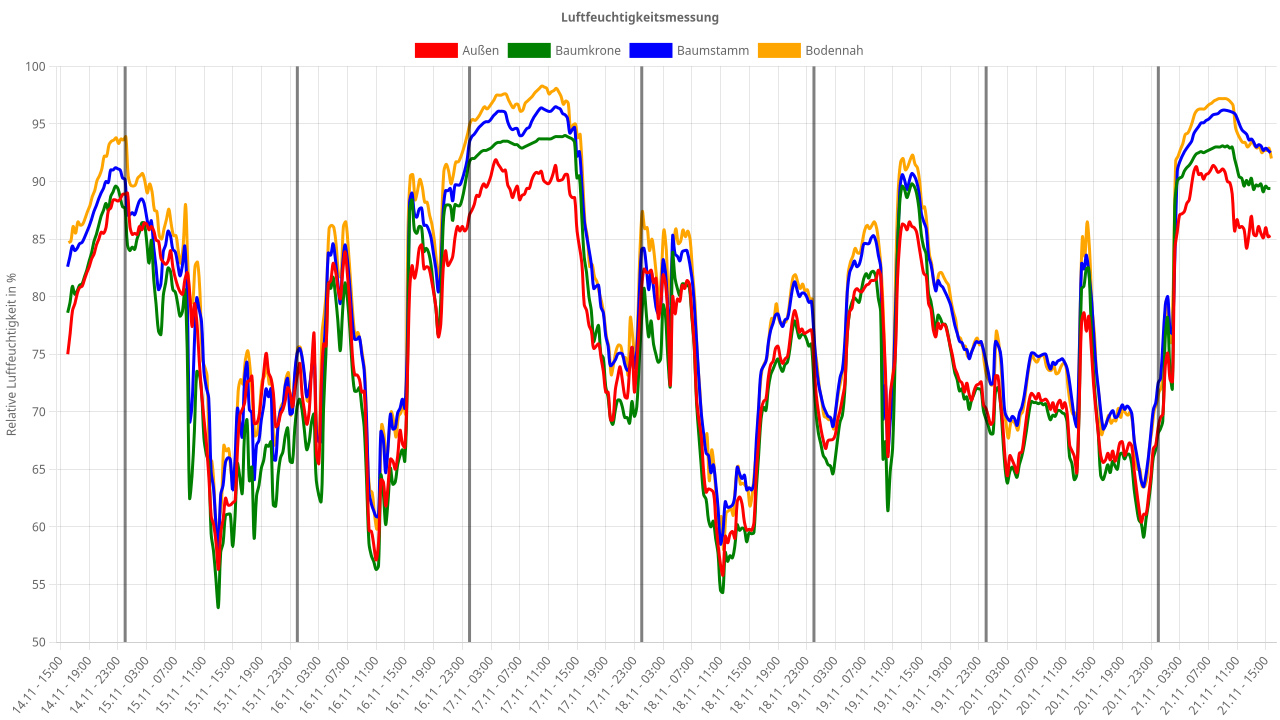 Luftfeuchtigkeitsmessung
Außen Baumkrone Baumstamm Bodennah
Relative Luftfeuchtigkeit in %
100
95
90
85
80
75
70
65
60
55
50
14.11 - 15:00
14.11 - 19:00
14.11 - 23:00
15.11 - 03:00
15.11 - 07:00
15.11 - 11:00
15.11 - 15:00
15.11 - 19:00
15.11 - 23:00
16.11 - 03:00
16.11 - 07:00
16.11 - 11:00
16.11 - 15:00
16.11 - 19:00
16.11 - 23:00
17.11 - 03:00
17.11 - 07:00
17.11 - 11:00
17.11 - 15:00
17.11 - 19:00
17.11 - 23:00
18.11 - 03:00
18.11 - 07:00
18.11 - 11:00
18.11 - 15:00
18.11 - 19:00
18.11 - 23:00
19.11 - 03:00
19.11 - 07:00
19.11 - 11:00
19.11 - 15:00
19.11 - 19:00
19.11 - 23:00
20.11 - 03:00
20.11 - 07:00
20.11 - 11:00
20.11 - 15:00
20.11 - 19:00
20.11 - 23:00
21.11 - 03:00
21.11 - 07:00
21.11 - 11:00
21.11 - 15:00